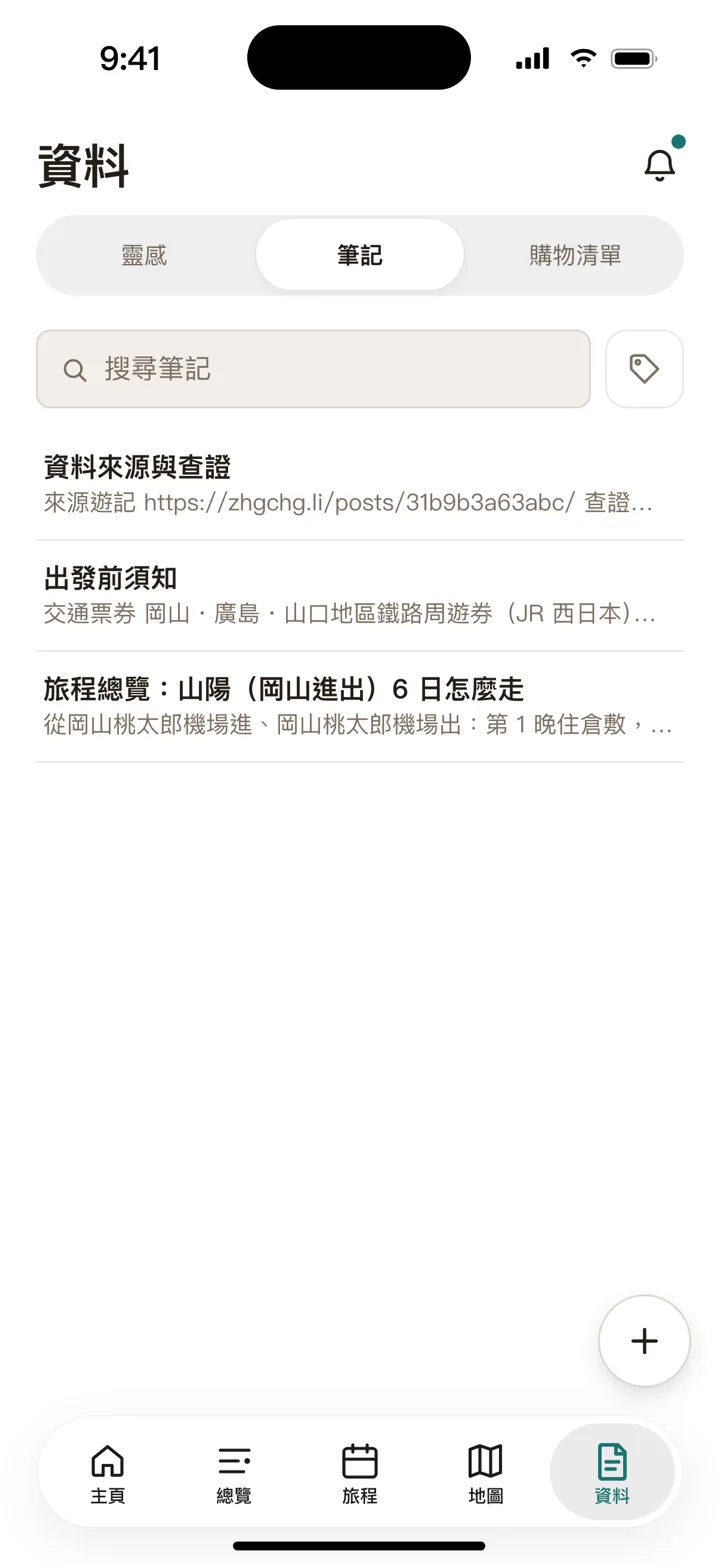 9:41
資料
靈感
筆記
購物清單
搜尋筆記
資料來源與查證
來源遊記 https://zhgchg.li/posts/31b9b3a63abc/ 查證...
出發前須知
交通票券 岡山・廣島・山口地區鐵路周遊券（JR 西日本）...
旅程總覽：山陽（岡山進出）6 日怎麼走
從岡山桃太郎機場進、岡山桃太郎機場出：第 1 晚住倉敷，...
主頁
總覽
旅程
地圖
資料